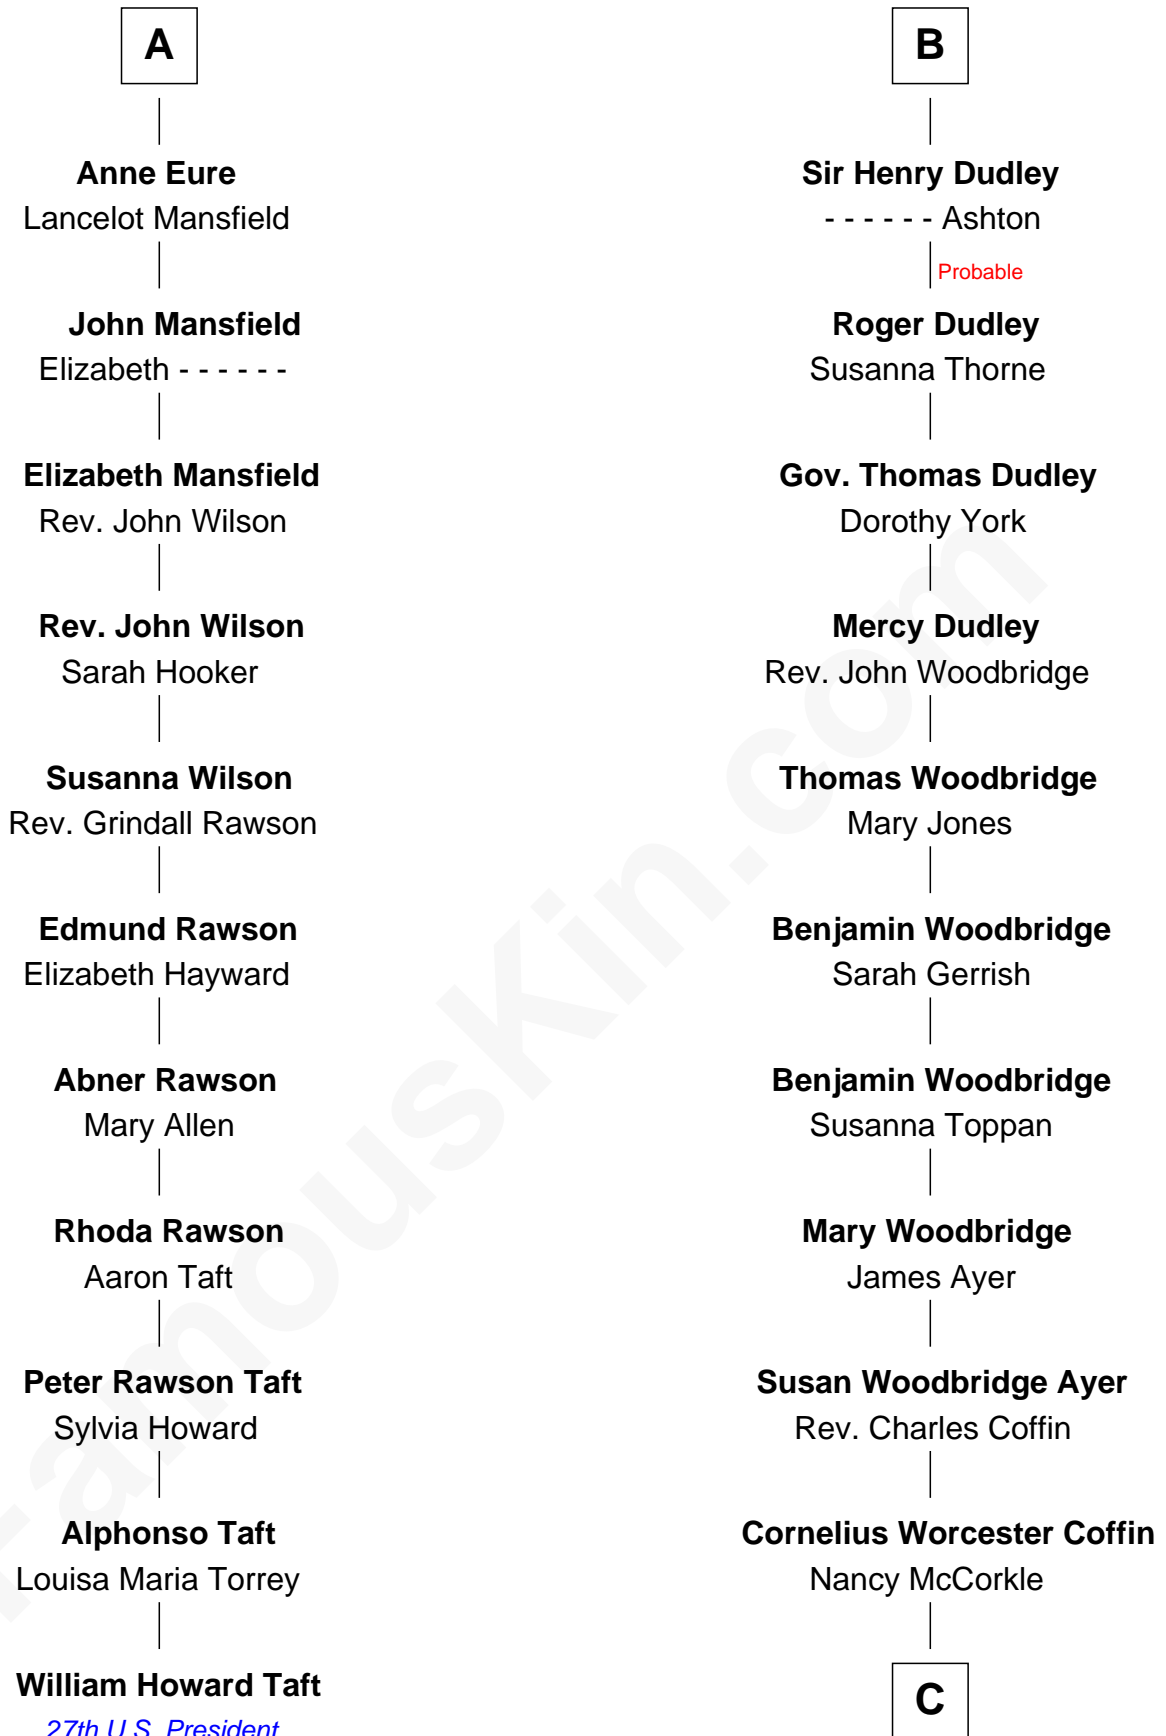 A
Anne Eure
Lancelot Mansfield
John Mansfield
Elizabeth - - - - - -
Elizabeth Mansfield
Rev. John Wilson
Rev. John Wilson
Sarah Hooker
Susanna Wilson
Rev. Grindall Rawson
Edmund Rawson
Elizabeth Hayward
Abner Rawson
Mary Allen
Rhoda Rawson
Aaron Taft
Peter Rawson Taft
Sylvia Howard
Alphonso Taft
Louisa Maria Torrey
William Howard Taft
27th U.S. President
B
Sir Henry Dudley
- - - - - - Ashton
Probable
Roger Dudley
Susanna Thorne
Gov. Thomas Dudley
Dorothy York
Mercy Dudley
Rev. John Woodbridge
Thomas Woodbridge
Mary Jones
Benjamin Woodbridge
Sarah Gerrish
Benjamin Woodbridge
Susanna Toppan
Mary Woodbridge
James Ayer
Susan Woodbridge Ayer
Rev. Charles Coffin
Cornelius Worcester Coffin
Nancy McCorkle
C
FamousKin.com